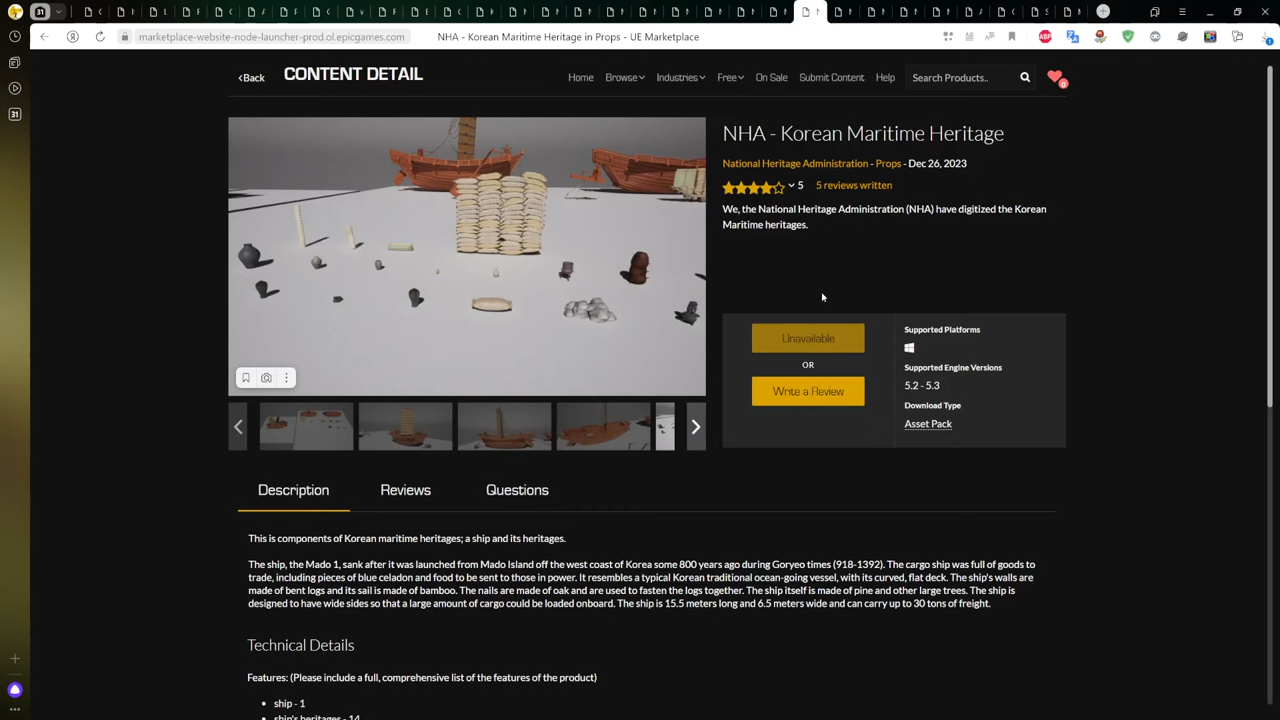 31
marketplace-website-node-launcher-prod.ol.epicgames.com
NHA - Korean Maritime Heritage in Props - UE Marketplace
ABP
‹Back
CONTENT DETAIL
Home
Browse
Industries
Free
On Sale
Submit Content
Help
Search Products..
0
31
NHA - Korean Maritime Heritage
National Heritage Administration - Props - Dec 26, 2023
5
5 reviews written
We, the National Heritage Administration (NHA) have digitized the Korean
Maritime heritages.
Unavailable
OR
Write a Review
Supported Platforms
Supported Engine Versions
5.2 - 5.3
Download Type
Asset Pack
Description
Reviews
Questions
This is components of Korean maritime heritages; a ship and its heritages.
The ship, the Mado 1, sank after it was launched from Mado Island off the west coast of Korea some 800 years ago during Goryeo times (918-1392). The cargo ship was full of goods to
trade, including pieces of blue celadon and food to be sent to those in power. It resembles a typical Korean traditional ocean-going vessel, with its curved, flat deck. The ship's walls are
made of bent logs and its sail is made of bamboo. The nails are made of oak and are used to fasten the logs together. The ship itself is made of pine and other large trees. The ship is
designed to have wide sides so that a large amount of cargo could be loaded onboard. The ship is 15.5 meters long and 6.5 meters wide and can carry up to 30 tons of freight.
Technical Details
Features: (Please include a full, comprehensive list of the features of the product)
• ship - 1
• ship's heritages - 14